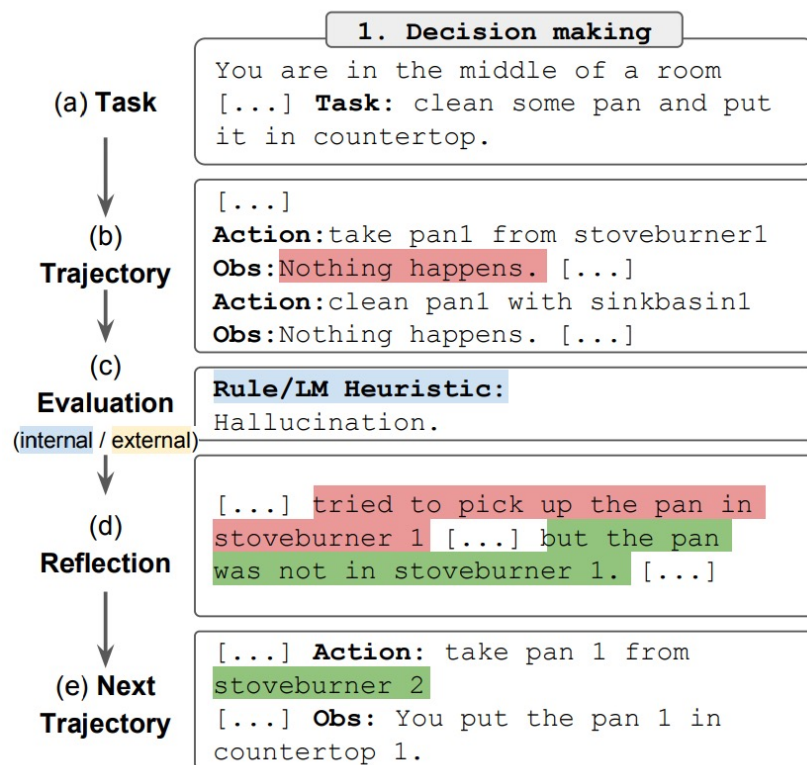 1. Decision making
(a) Task
You are in the middle of a room
[...] Task: clean some pan and put
it in countertop.
(b)
Trajectory
[...]
Action:take pan1 from stoveburner1
Obs:Nothing happens. [...]
Action:clean pan1 with sinkbasin1
Obs:Nothing happens. [...]
(c)
Evaluation
(internal / external)
Rule/LM Heuristic:
Hallucination.
(d)
Reflection
[...] tried to pick up the pan in
stoveburner 1 [...] but the pan
was not in stoveburner 1. [...]
(e) Next
Trajectory
[...] Action: take pan 1 from
stoveburner 2
[...] Obs: You put the pan 1 in
countertop 1.